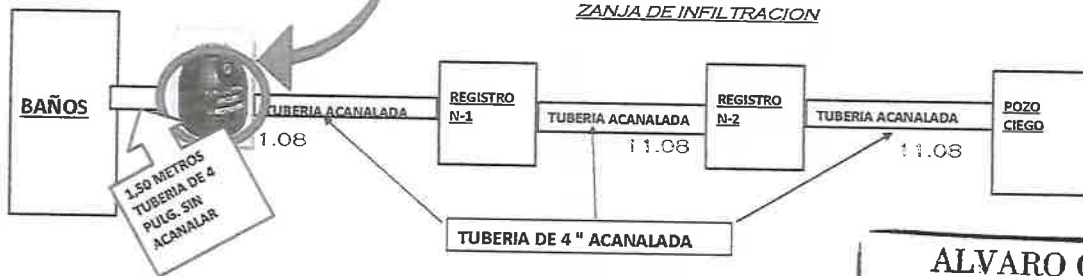 ZANJA DE INFILTRACION
BAÑOS
TUBERIA ACANALADA
1.08
REGISTRO
N-1
TUBERIA ACANALADA
11.08
REGISTRO
N-2
TUBERIA ACANALADA
11.08
POZO
CIEGO
1,50 METROS
TUBERIA DE 4
PULG. SIN
ACANALAR
TUBERIA DE 4 " ACANALADA
ALVARO